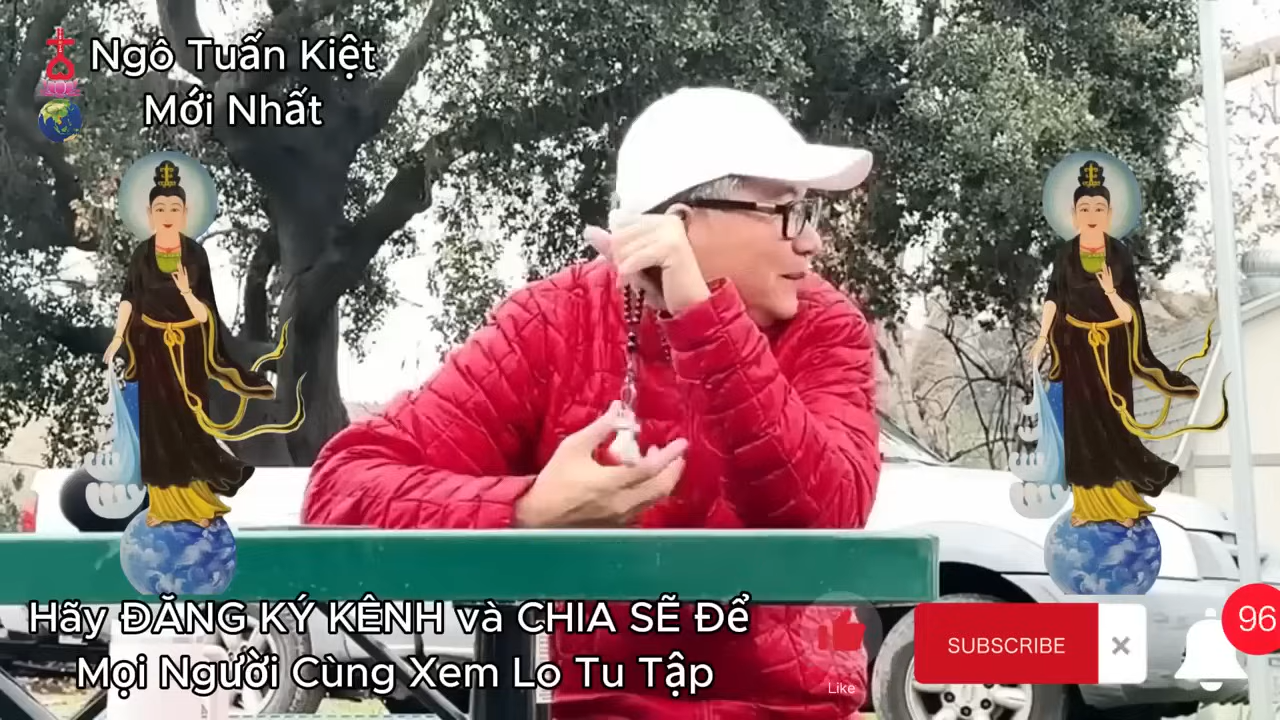 Ngô Tuấn Kiệt
Mới Nhất
Hãy ĐĂNG KÝ KÊNH và CHIA SẼ Để
Mọi Người Cùng Xem Lo Tu Tập
Like
SUBSCRIBE
96